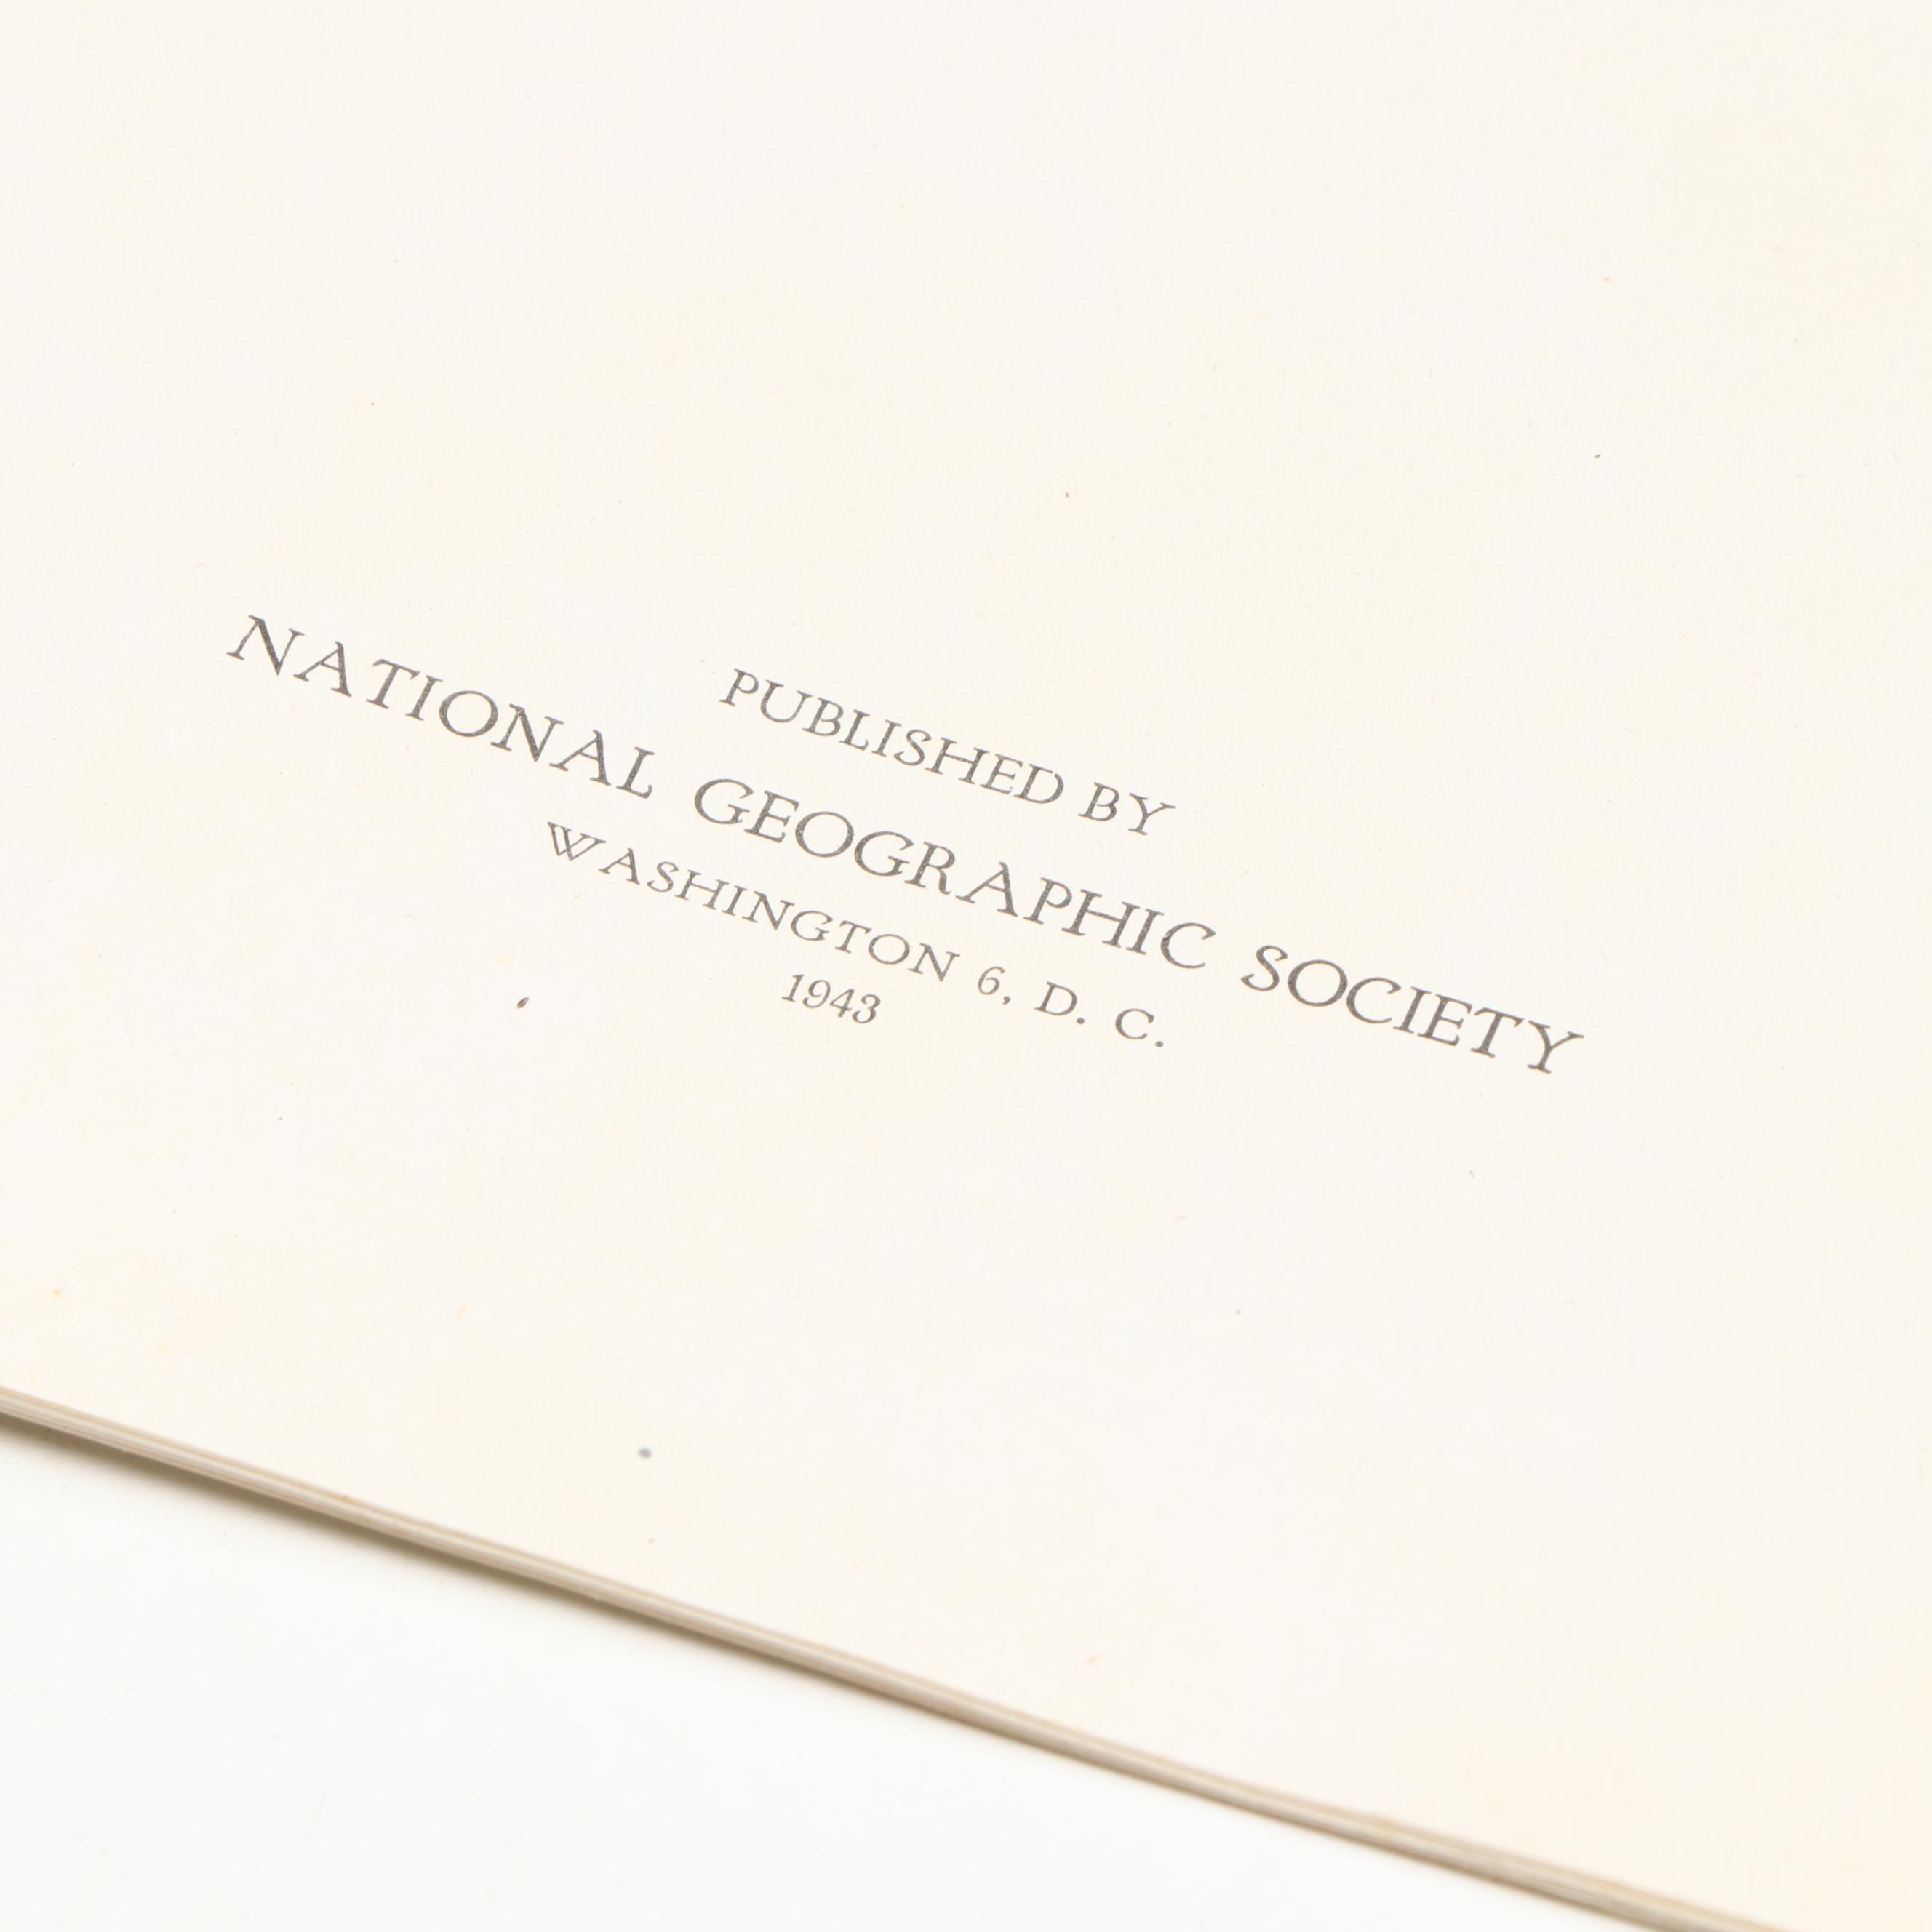 PUBLISHED BY
NATIONAL GEOGRAPHIC SOCIETY
WASHINGTON 6, D. C.
1943